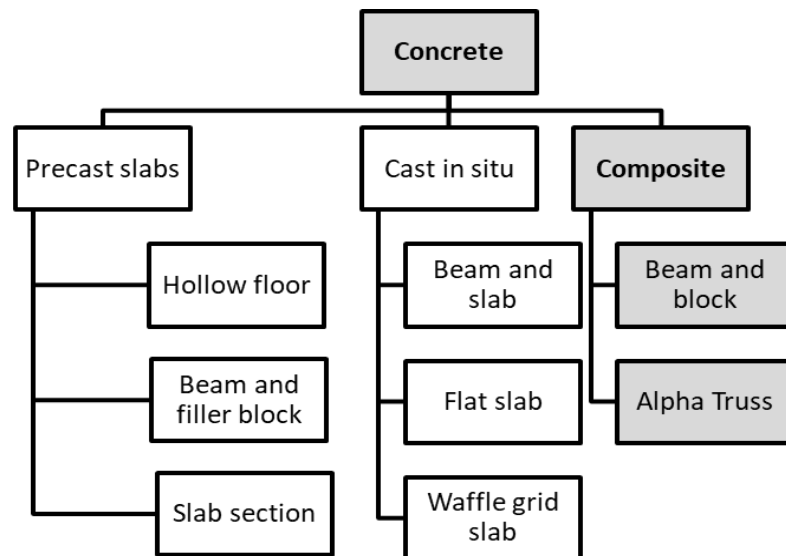 Concrete
Precast slabs
Cast in situ
Composite
Hollow floor
Beam and
filler block
Slab section
Beam and
slab
Flat slab
Waffle grid
slab
Beam and
block
Alpha Truss